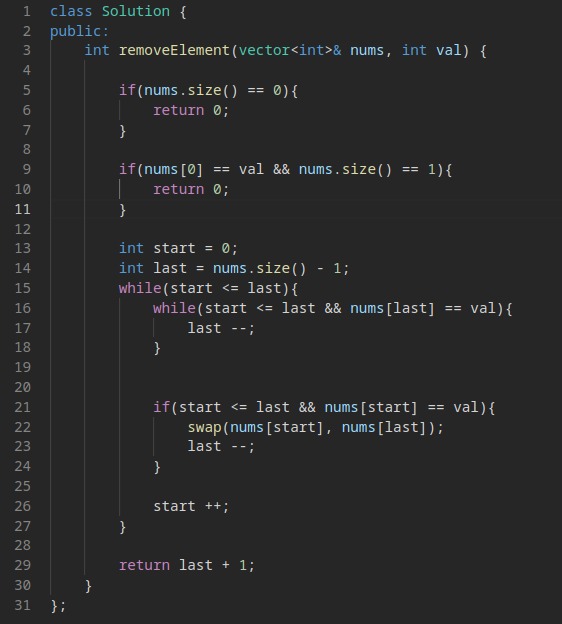 1 class Solution {
2 public:
3     int removeElement(vector<int>& nums, int val) {
4
5         if(nums.size() == 0){
6             return 0;
7         }
8
9         if(nums[0] == val && nums.size() == 1){
10             return 0;
11         }
12
13         int start = 0;
14         int last = nums.size() - 1;
15         while(start <= last){
16             while(start <= last && nums[last] == val){
17                 last --;
18             }
19
20
21             if(start <= last && nums[start] == val){
22                 swap(nums[start], nums[last]);
23                 last --;
24             }
25
26             start ++;
27         }
28
29         return last + 1;
30     }
31 };